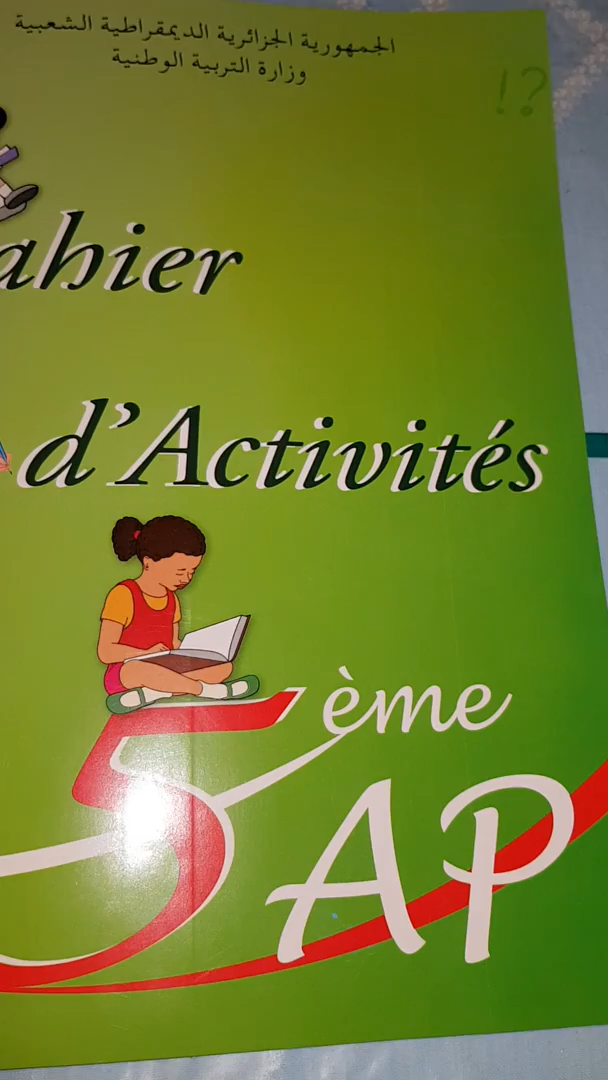 الجمهورية الجزائرية الديمقراطية الشعبية
وزارة التربية الوطنية
!?
ahier
d'Activités
5ème
AP